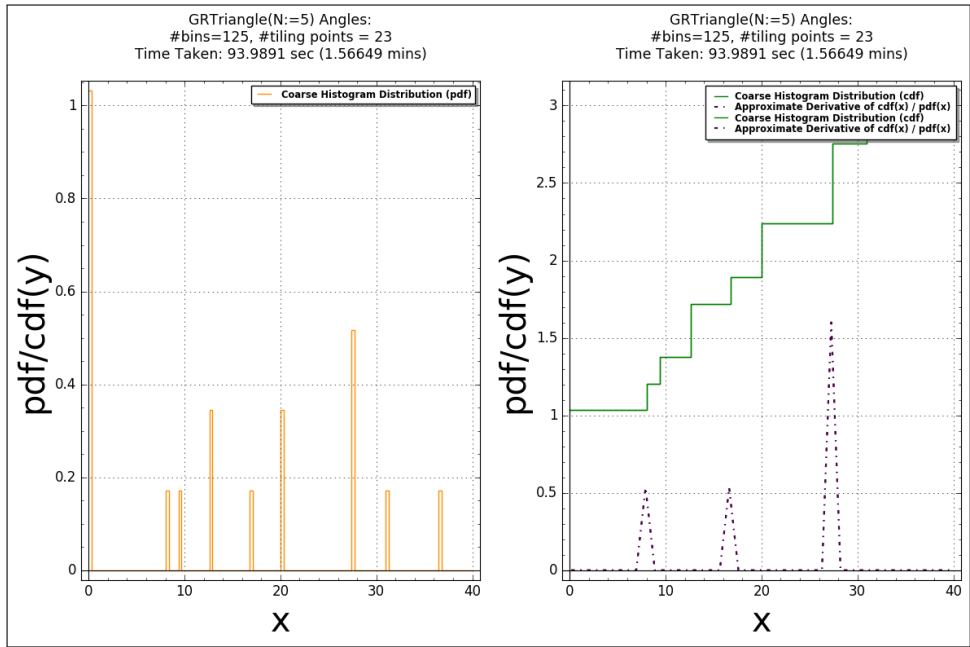 GRTriangle(N:=5) Angles:
#bins=125, #tiling points = 23
Time Taken: 93.9891 sec (1.56649 mins)
Coarse Histogram Distribution (pdf)
1
0.8
0.6
0.4
0.2
0
pdf/cdf(y)
0
10
20
30
40
x
GRTriangle(N:=5) Angles:
#bins=125, #tiling points = 23
Time Taken: 93.9891 sec (1.56649 mins)
Coarse Histogram Distribution (cdf)
Approximate Derivative of cdf(x) / pdf(x)
Coarse Histogram Distribution (cdf)
Approximate Derivative of cdf(x) / pdf(x)
3
2.5
2
1.5
1
0.5
0
pdf/cdf(y)
0
10
20
30
40
x